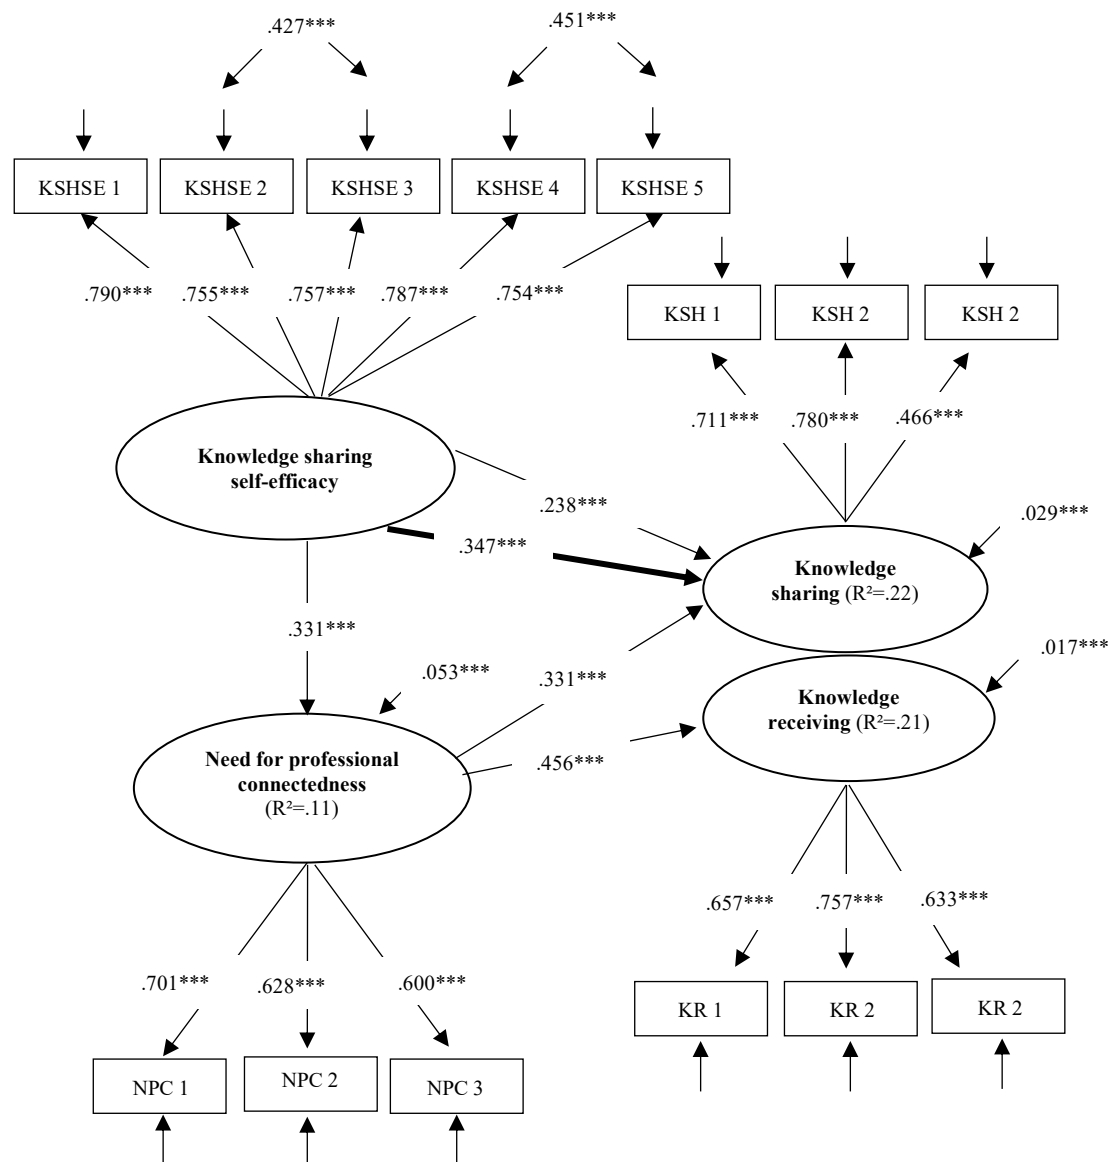 .427***
.451***
KSHSE 1
KSHSE 2
KSHSE 3
KSHSE 4
KSHSE 5
.790***
.755***
.757***
.787***
.754***
KSH 1
KSH 2
KSH 2
.711***
.780***
.466***
Knowledge sharing
self-efficacy
.238***
.347***
.029***
Knowledge
sharing (R²=.22)
.331***
.053***
.331***
.017***
Knowledge
receiving (R²=.21)
Need for professional
connectedness
(R²=.11)
.456***
.657***
.757***
.633***
.701***
.628***
.600***
KR 1
KR 2
KR 2
NPC 1
NPC 2
NPC 3